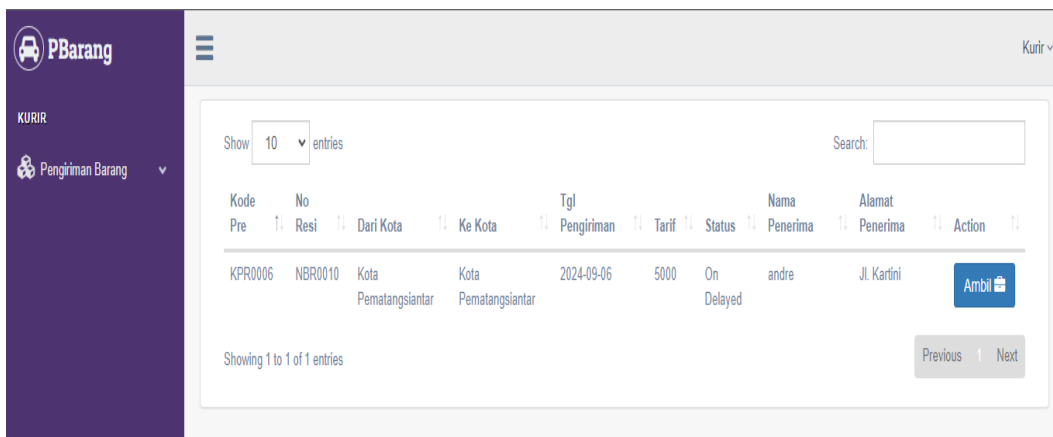 PBarang
Kurir
KURIR
Pengiriman Barang
Show 10 entries
Search:
Kode Pre No Resi Dari Kota Ke Kota Tgl Pengiriman Tarif Status Nama Penerima Alamat Penerima Action
KPR0006 NBR0010 Kota Pematangsiantar Kota Pematangsiantar 2024-09-06 5000 On Delayed andre Jl. Kartini Ambil
Showing 1 to 1 of 1 entries
Previous 1 Next